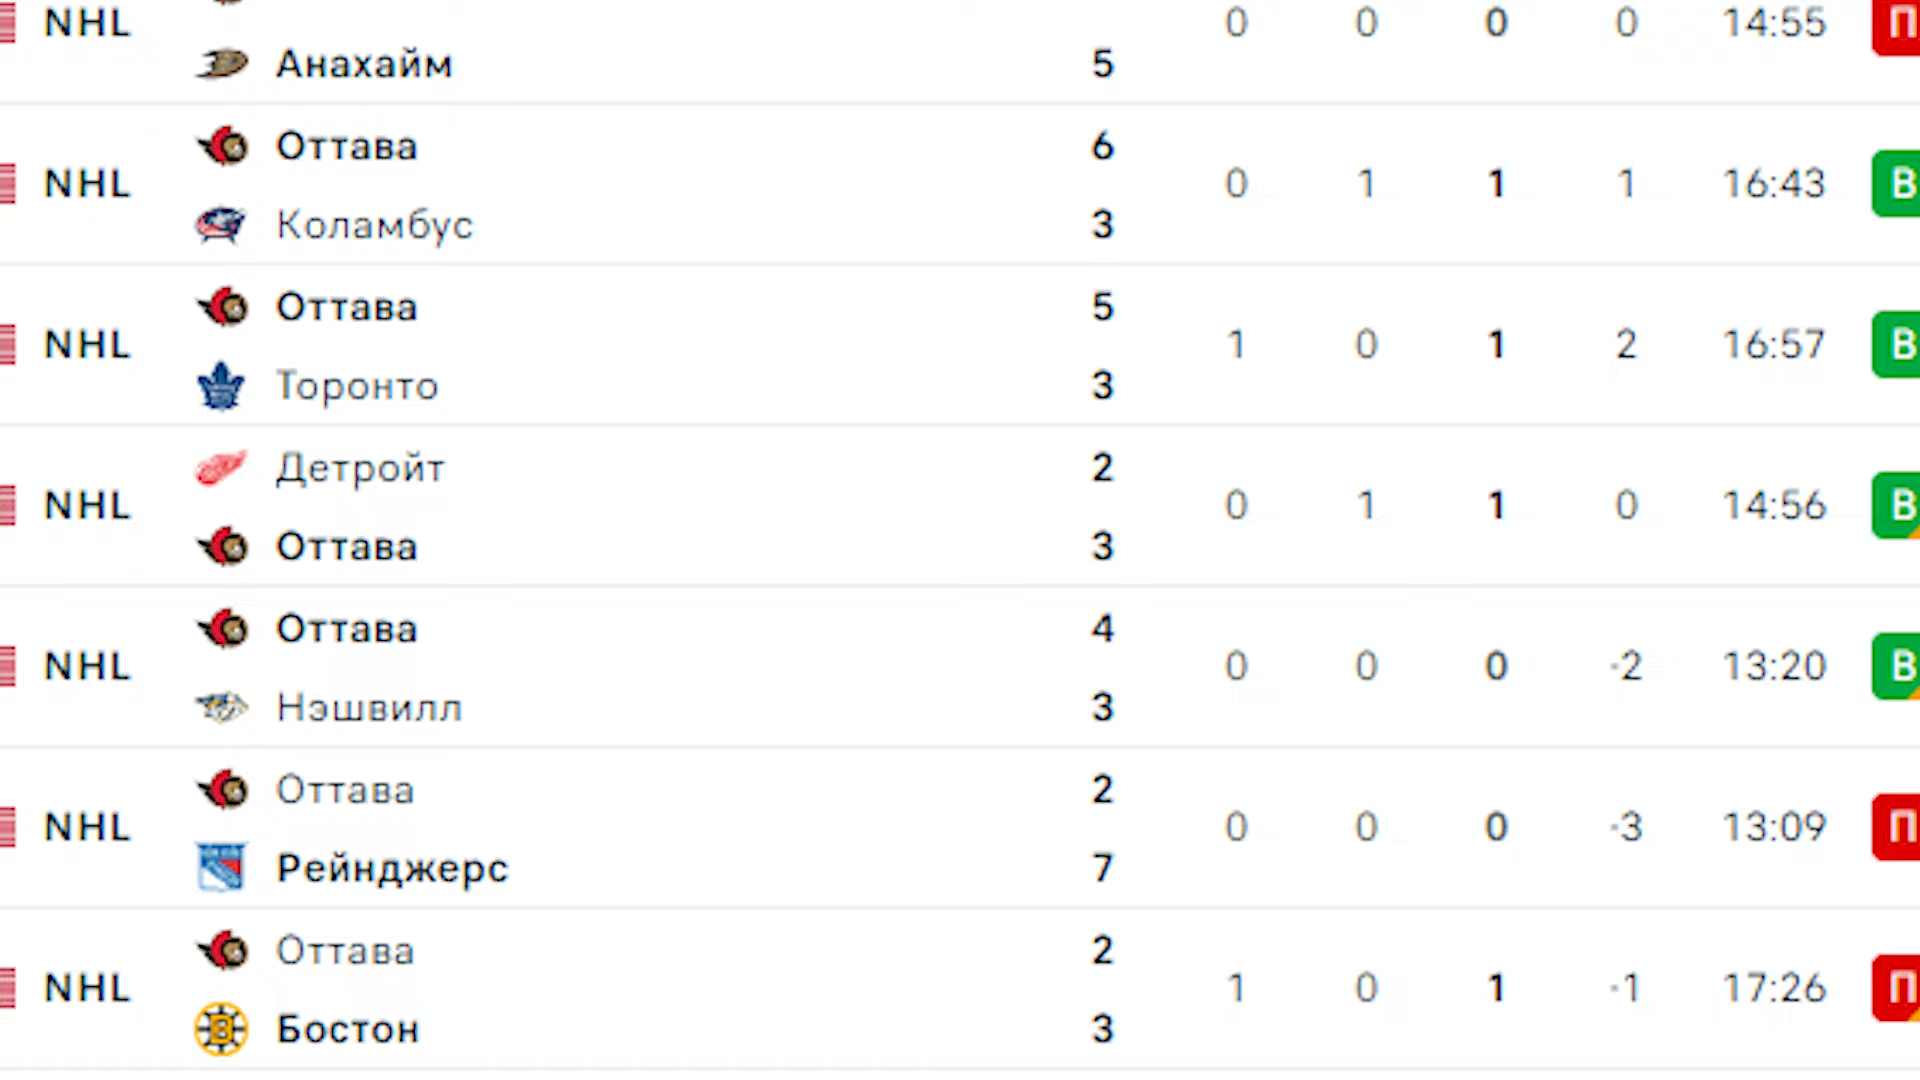 NHL 0 0 0 0 14:55 П
Анахайм 5
Оттава 6
NHL 0 1 1 1 16:43 В
Коламбус 3
Оттава 5
NHL 1 0 1 2 16:57 В
Торонто 3
Детройт 2
NHL 0 1 1 0 14:56 В
Оттава 3
Оттава 4
NHL 0 0 0 -2 13:20 В
Нэшвилл 3
Оттава 2
NHL 0 0 0 -3 13:09 П
Рейнджерс 7
Оттава 2
NHL 1 0 1 -1 17:26 П
Бостон 3